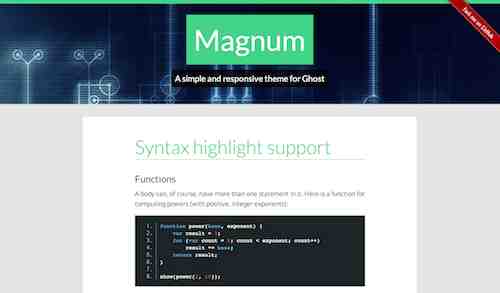 Fork me on GitHub
Magnum
A simple and responsive theme for Ghost
Syntax highlight support
Functions
A body can, of course, have more than one statement in it. Here is a function for
computing powers (with positive, integer exponents):
1. function power(base, exponent) {
2. var result = 1;
3. for (var count = 0; count < exponent; count++)
4. result *= base;
5. return result;
6. }
7.
8. show(power(2, 10));